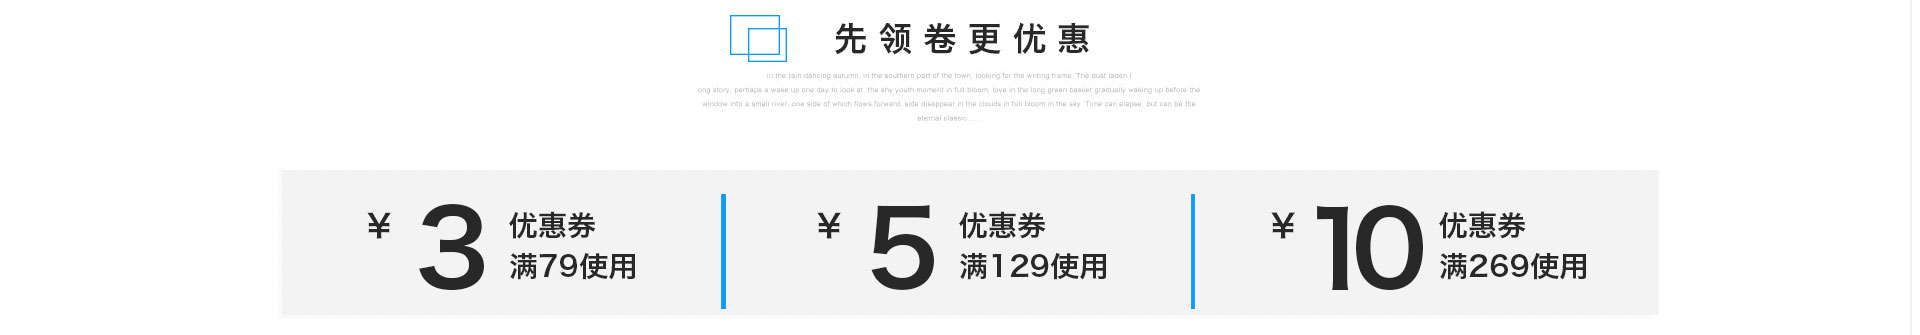 先领卷更优惠
in the rain dancing autumn, in the southern part of the town, looking for the writing frame. The dust laden l
ong story, perhaps a wake up one day to look at, the shy youth moment in full bloom, love in the long green basket gradually waking up before the
window into a small river, one side of which flows forward, side disappear in the clouds in full bloom in the sky. Time can elapse, but can be the
eternal classic......
¥ 3 优惠券
满79使用
¥ 5 优惠券
满129使用
¥ 10 优惠券
满269使用